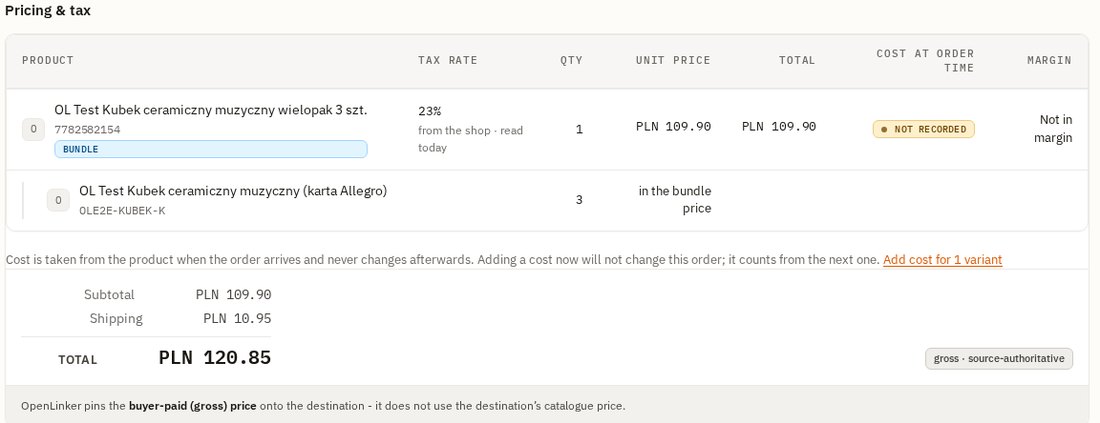 Pricing & tax
PRODUCT TAX RATE QTY UNIT PRICE TOTAL COST AT ORDER TIME MARGIN
O OL Test Kubek ceramiczny muzyczny wielopak 3 szt.
7782582154
BUNDLE
23%
from the shop · read
today
1
PLN 109.90
PLN 109.90
NOT RECORDED
Not in
margin
O OL Test Kubek ceramiczny muzyczny (karta Allegro)
OLE2E-KUBEK-K
3
in the bundle
price
Cost is taken from the product when the order arrives and never changes afterwards. Adding a cost now will not change this order; it counts from the next one. Add cost for 1 variant
Subtotal PLN 109.90
Shipping PLN 10.95
TOTAL PLN 120.85
gross · source-authoritative
OpenLinker pins the buyer-paid (gross) price onto the destination - it does not use the destination's catalogue price.